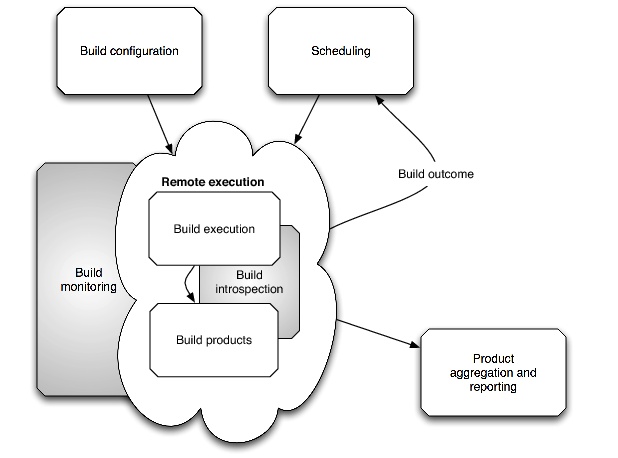 Build configuration
Scheduling
Remote execution
Build outcome
Build execution
Build
monitoring
Build
introspection
Build products
Product
aggregation and
reporting